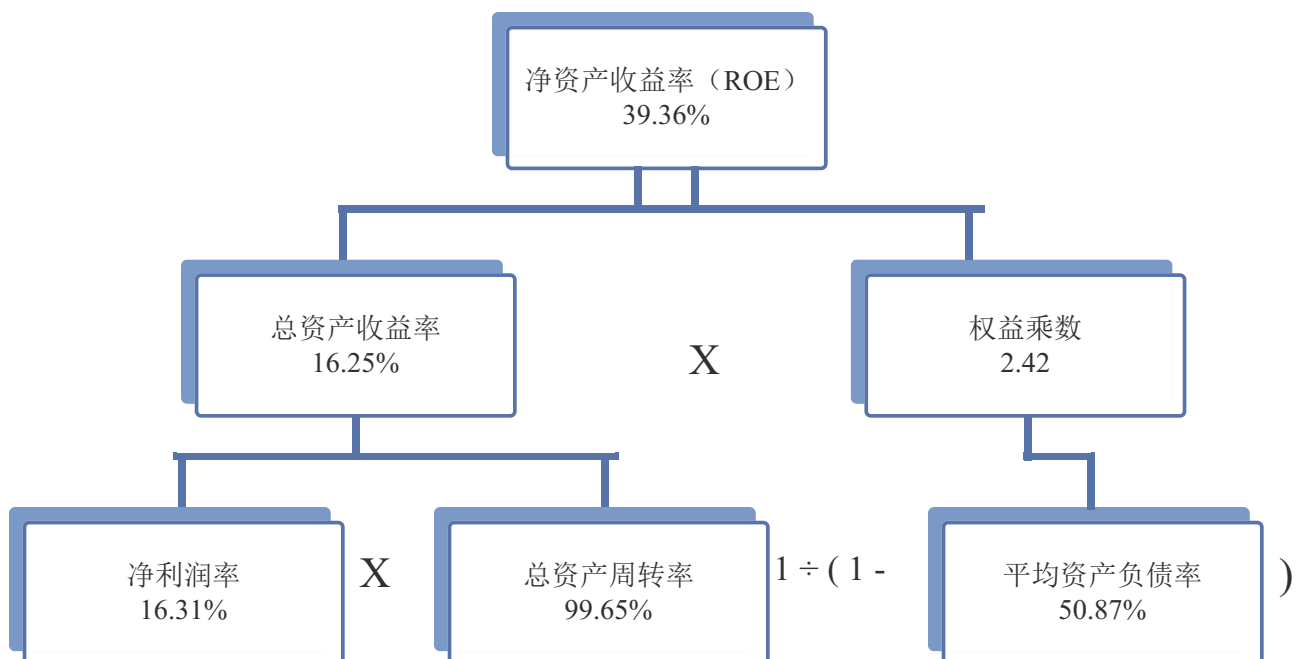 净资产收益率（ROE）
39.36%
总资产收益率
16.25%
X
权益乘数
2.42
净利润率
16.31%
X
总资产周转率
99.65%
1 ÷ ( 1 -
平均资产负债率
50.87%
)